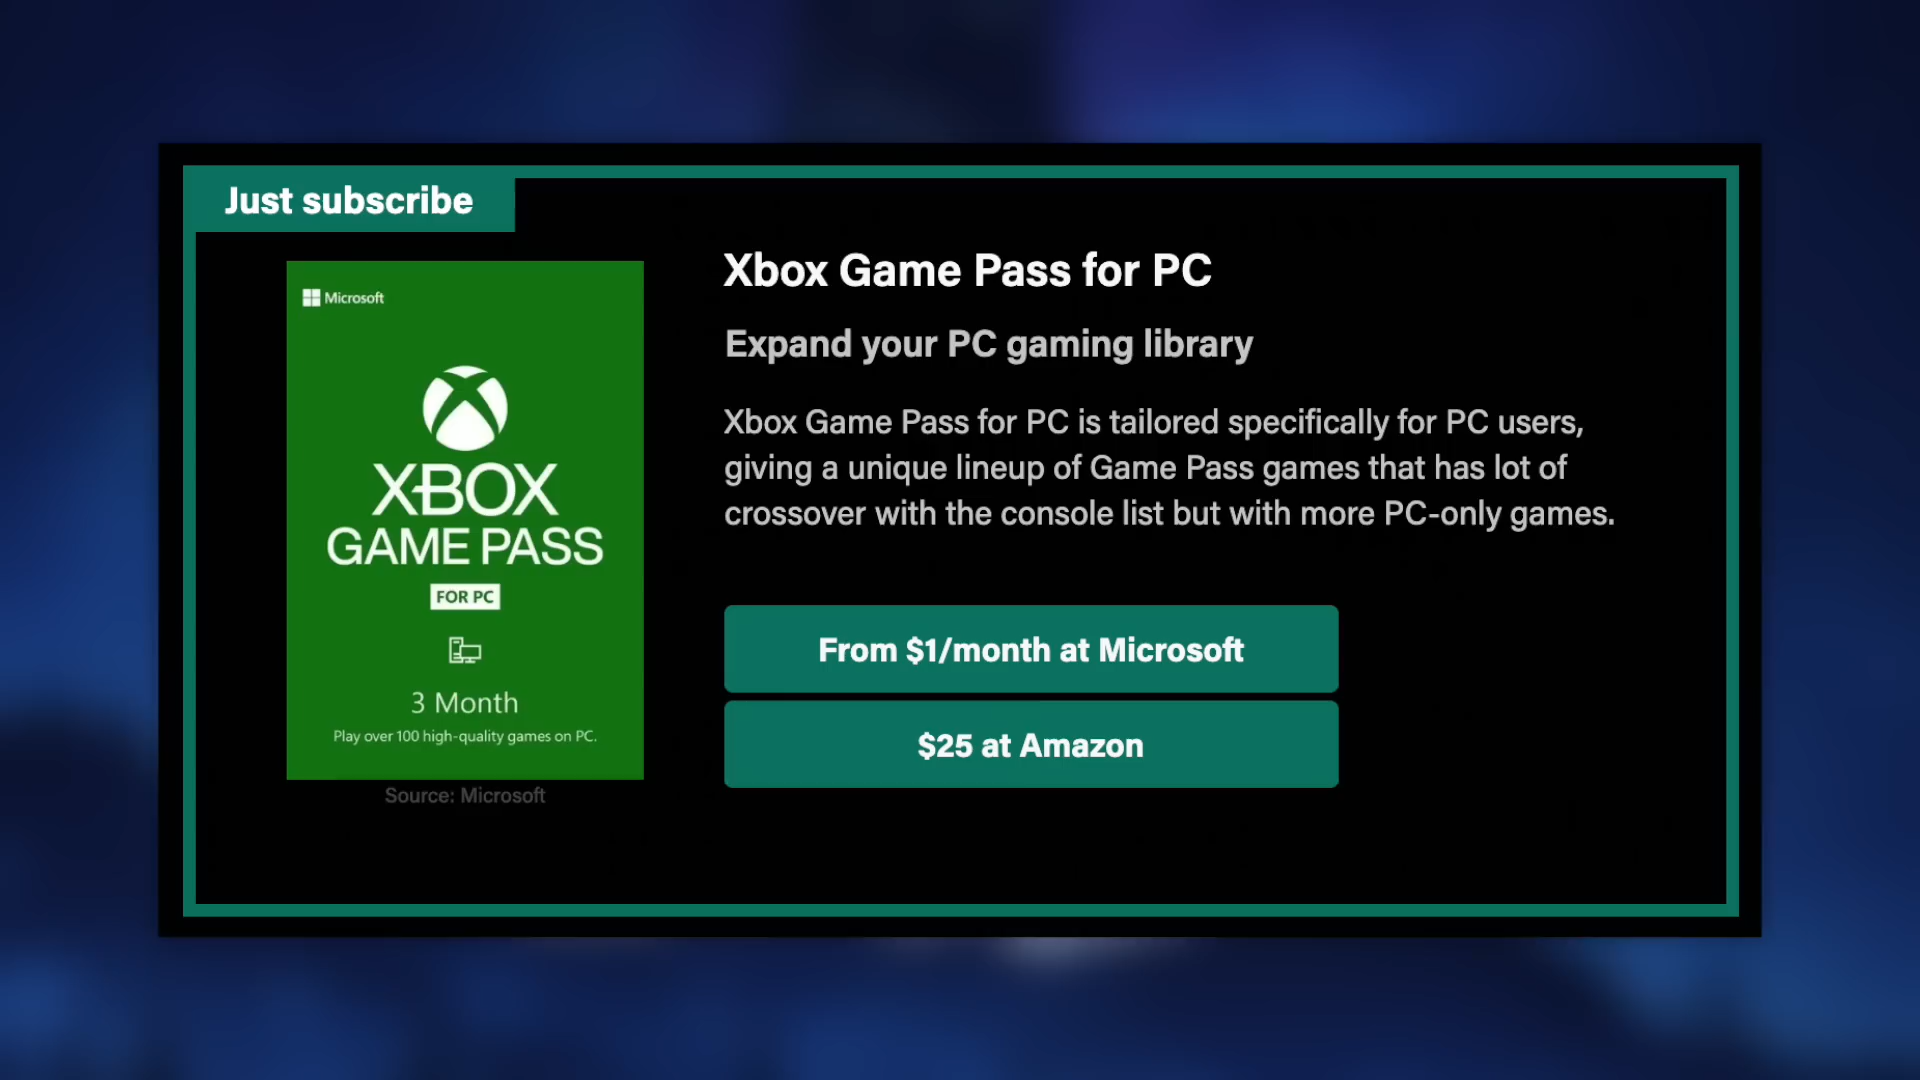 Just subscribe
Microsoft
XBOX
GAME PASS
FOR PC
3 Month
Play over 100 high-quality games on PC.
Source: Microsoft
Xbox Game Pass for PC
Expand your PC gaming library
Xbox Game Pass for PC is tailored specifically for PC users,
giving a unique lineup of Game Pass games that has lot of
crossover with the console list but with more PC-only games.
From $1/month at Microsoft
$25 at Amazon